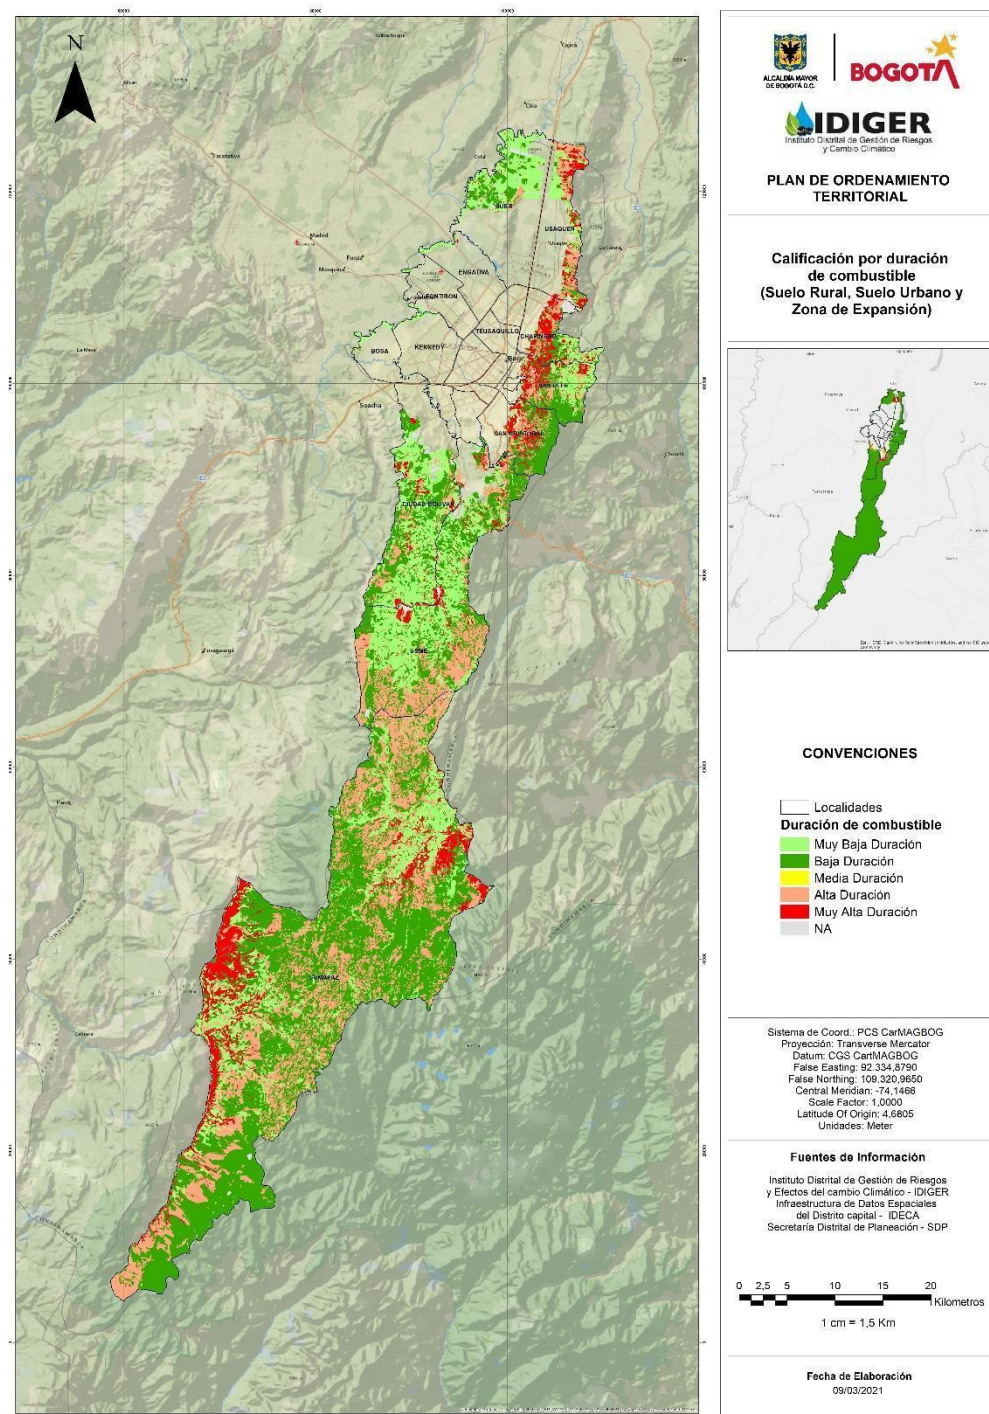 N
Cajicá
Chía
Facatativa
Cota
SUBA
USAQUEN
Madrid
Funza
Mosquera
ENGATIVA
FONTIBON
TEUSAQUILLO
CHAPINERO
BOSA
KENNEDY
SANTA FE
La Mesa
Soacha
SAN CRISTOBAL
Choachi
CIUDAD BOLIVAR
Fusagasugá
USME
SUMAPAZ
Cabrera
CUNDINAMARCA
ALCALDÍA MAYOR
DE BOGOTÁ D.C.
BOGOTÁ
IDIGER
Instituto Distrital de Gestión de Riesgos
y Cambio Climático
PLAN DE ORDENAMIENTO
TERRITORIAL
Calificación por duración
de combustible
(Suelo Rural, Suelo Urbano y
Zona de Expansión)
CONVENCIONES
Localidades
Duración de combustible
Muy Baja Duración
Baja Duración
Media Duración
Alta Duración
Muy Alta Duración
NA
Sistema de Coord.: PCS CarMAGBOG
Proyección: Transverse Mercator
Datum: CGS CartMAGBOG
False Easting: 92.334,8790
False Northing: 109.320,9650
Central Meridian: -74,1466
Scale Factor: 1,0000
Latitude Of Origin: 4,6805
Unidades: Meter
Fuentes de Información
Instituto Distrital de Gestión de Riesgos
y Efectos del cambio Climático - IDIGER
Infraestructura de Datos Espaciales
del Distrito capital - IDECA
Secretaría Distrital de Planeación - SDP
0 2,5 5 10 15 20
Kilometros
1 cm = 1,5 Km
Fecha de Elaboración
09/03/2021